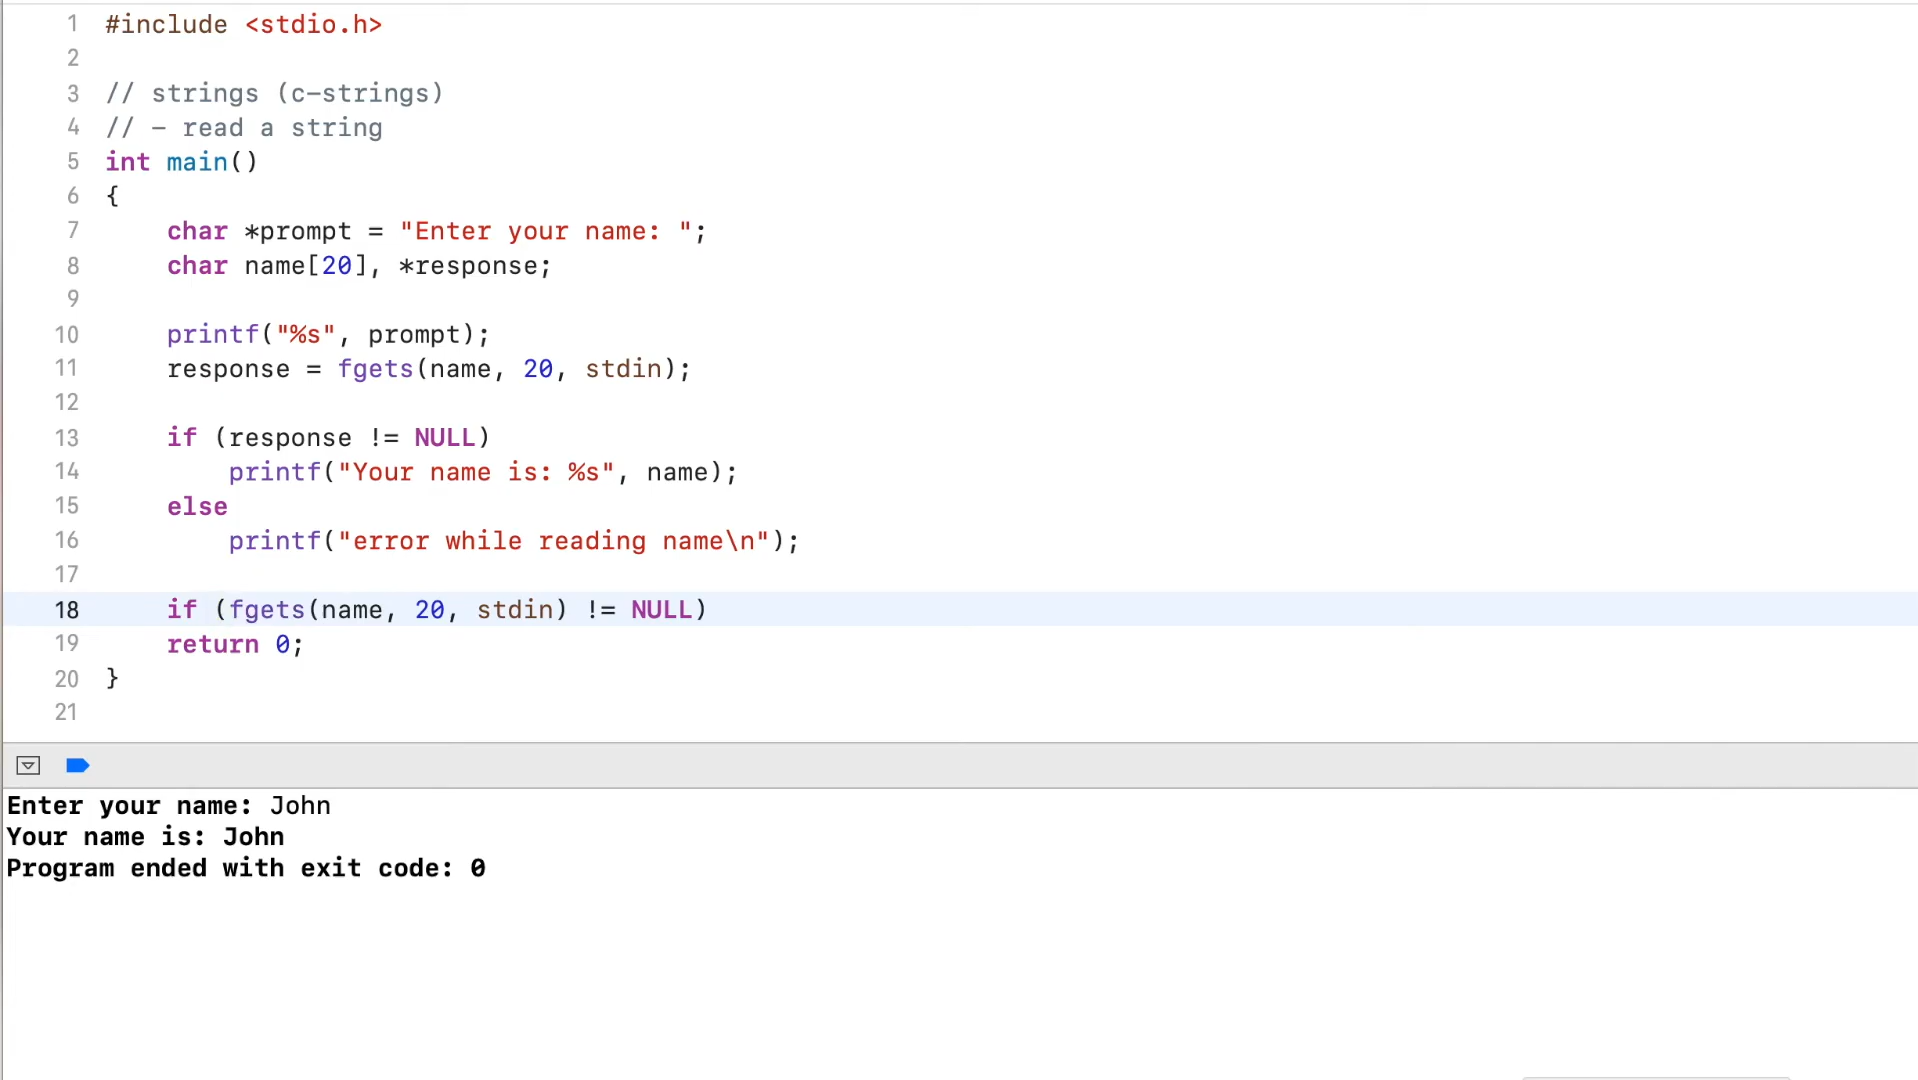 1 #include <stdio.h>
2
3 // strings (c-strings)
4 // - read a string
5 int main()
6 {
7     char *prompt = "Enter your name: ";
8     char name[20], *response;
9
10     printf("%s", prompt);
11     response = fgets(name, 20, stdin);
12
13     if (response != NULL)
14         printf("Your name is: %s", name);
15     else
16         printf("error while reading name\n");
17
18     if (fgets(name, 20, stdin) != NULL)
19     return 0;
20 }
21
Enter your name: John
Your name is: John
Program ended with exit code: 0